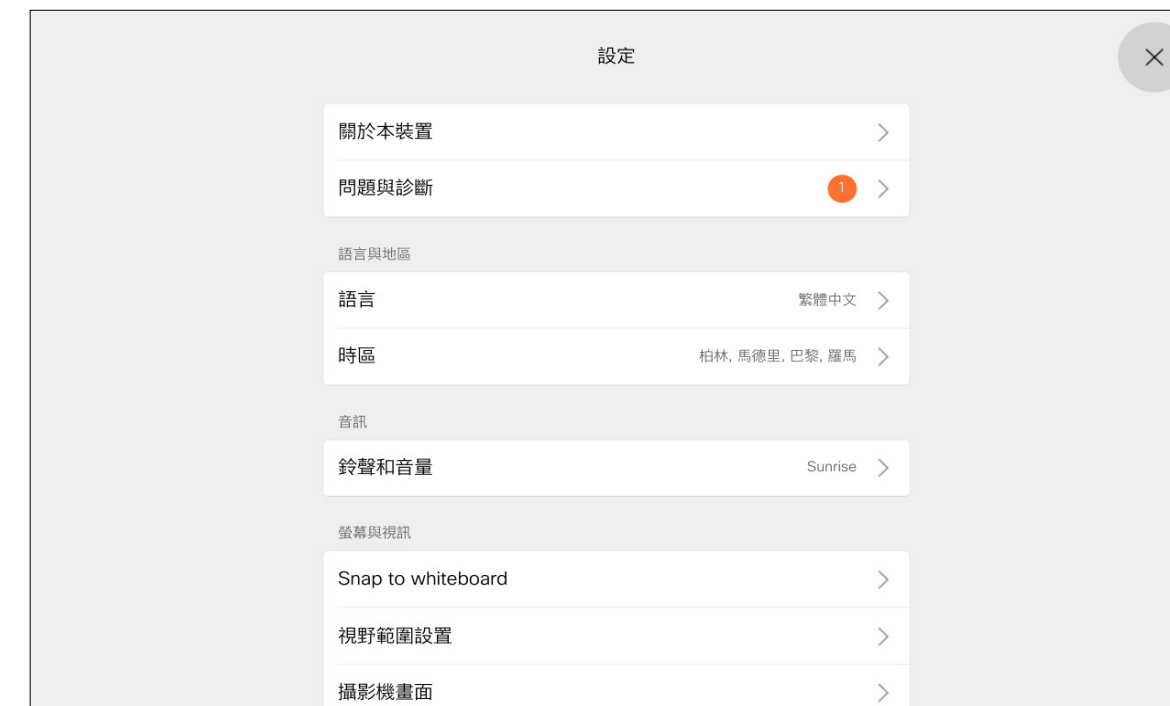 設定
關於本裝置
問題與診斷 1
語言與地區
語言 繁體中文
時區 柏林, 馬德里, 巴黎, 羅馬
音訊
鈴聲和音量 Sunrise
螢幕與視訊
Snap to whiteboard
視野範圍設置
攝影機畫面